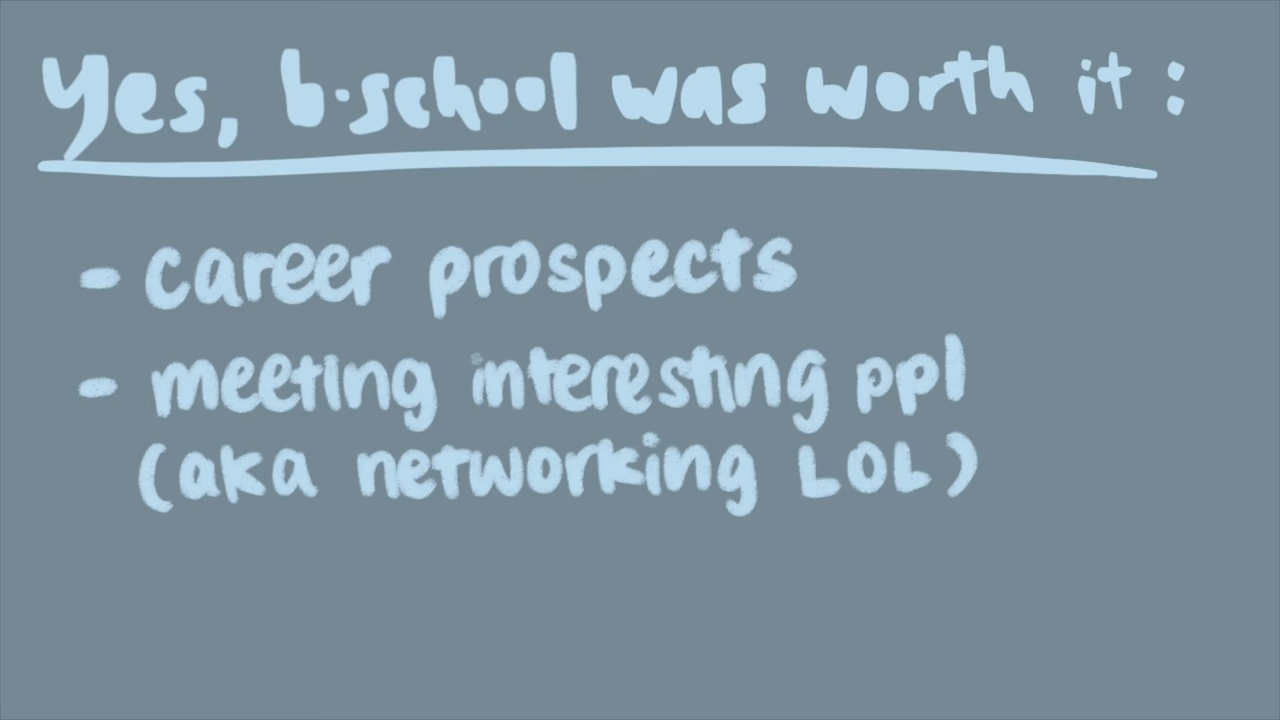 Yes, b-school was worth it:
- career prospects
- meeting interesting ppl
(aka networking LOL)